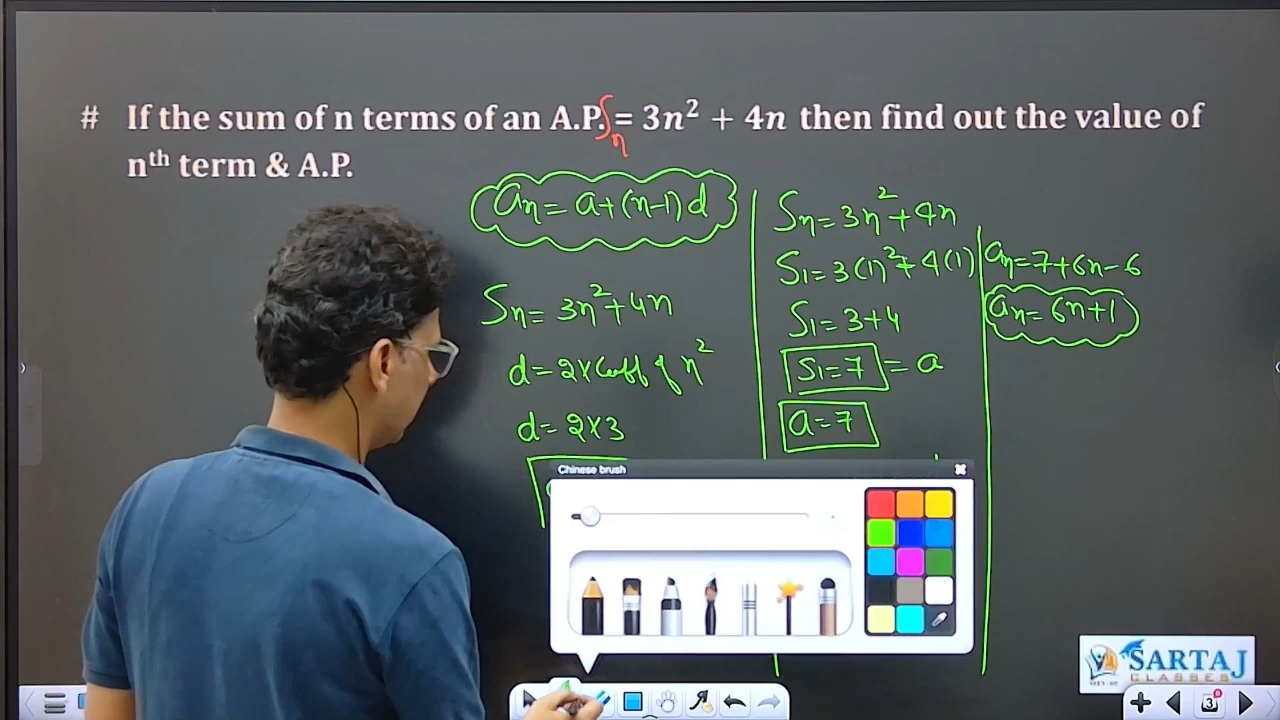 # If the sum of n terms of an A.P. Sₙ = 3n² + 4n then find out the value of
nᵗʰ term & A.P.
aₙ = a + (n-1) d
Sₙ = 3n² + 4n
d = 2 × Coeff of n²
d = 2 × 3
Sₙ = 3n² + 4n
S₁ = 3(1)² + 4(1)
S₁ = 3 + 4
S₁ = 7 = a
a = 7
aₙ = 7 + 6n - 6
aₙ = 6n + 1
Chinese brush
SARTAJ
CLASSES
3